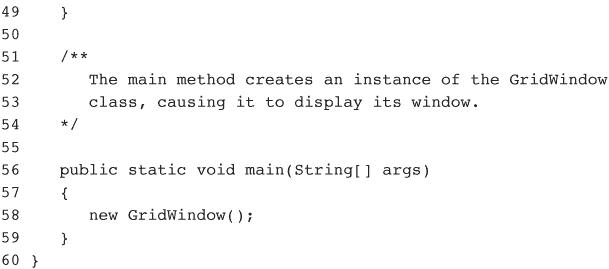 49    }
50
51    /**
52       The main method creates an instance of the GridWindow
53       class, causing it to display its window.
54    */
55
56    public static void main(String[] args)
57    {
58       new GridWindow();
59    }
60 }